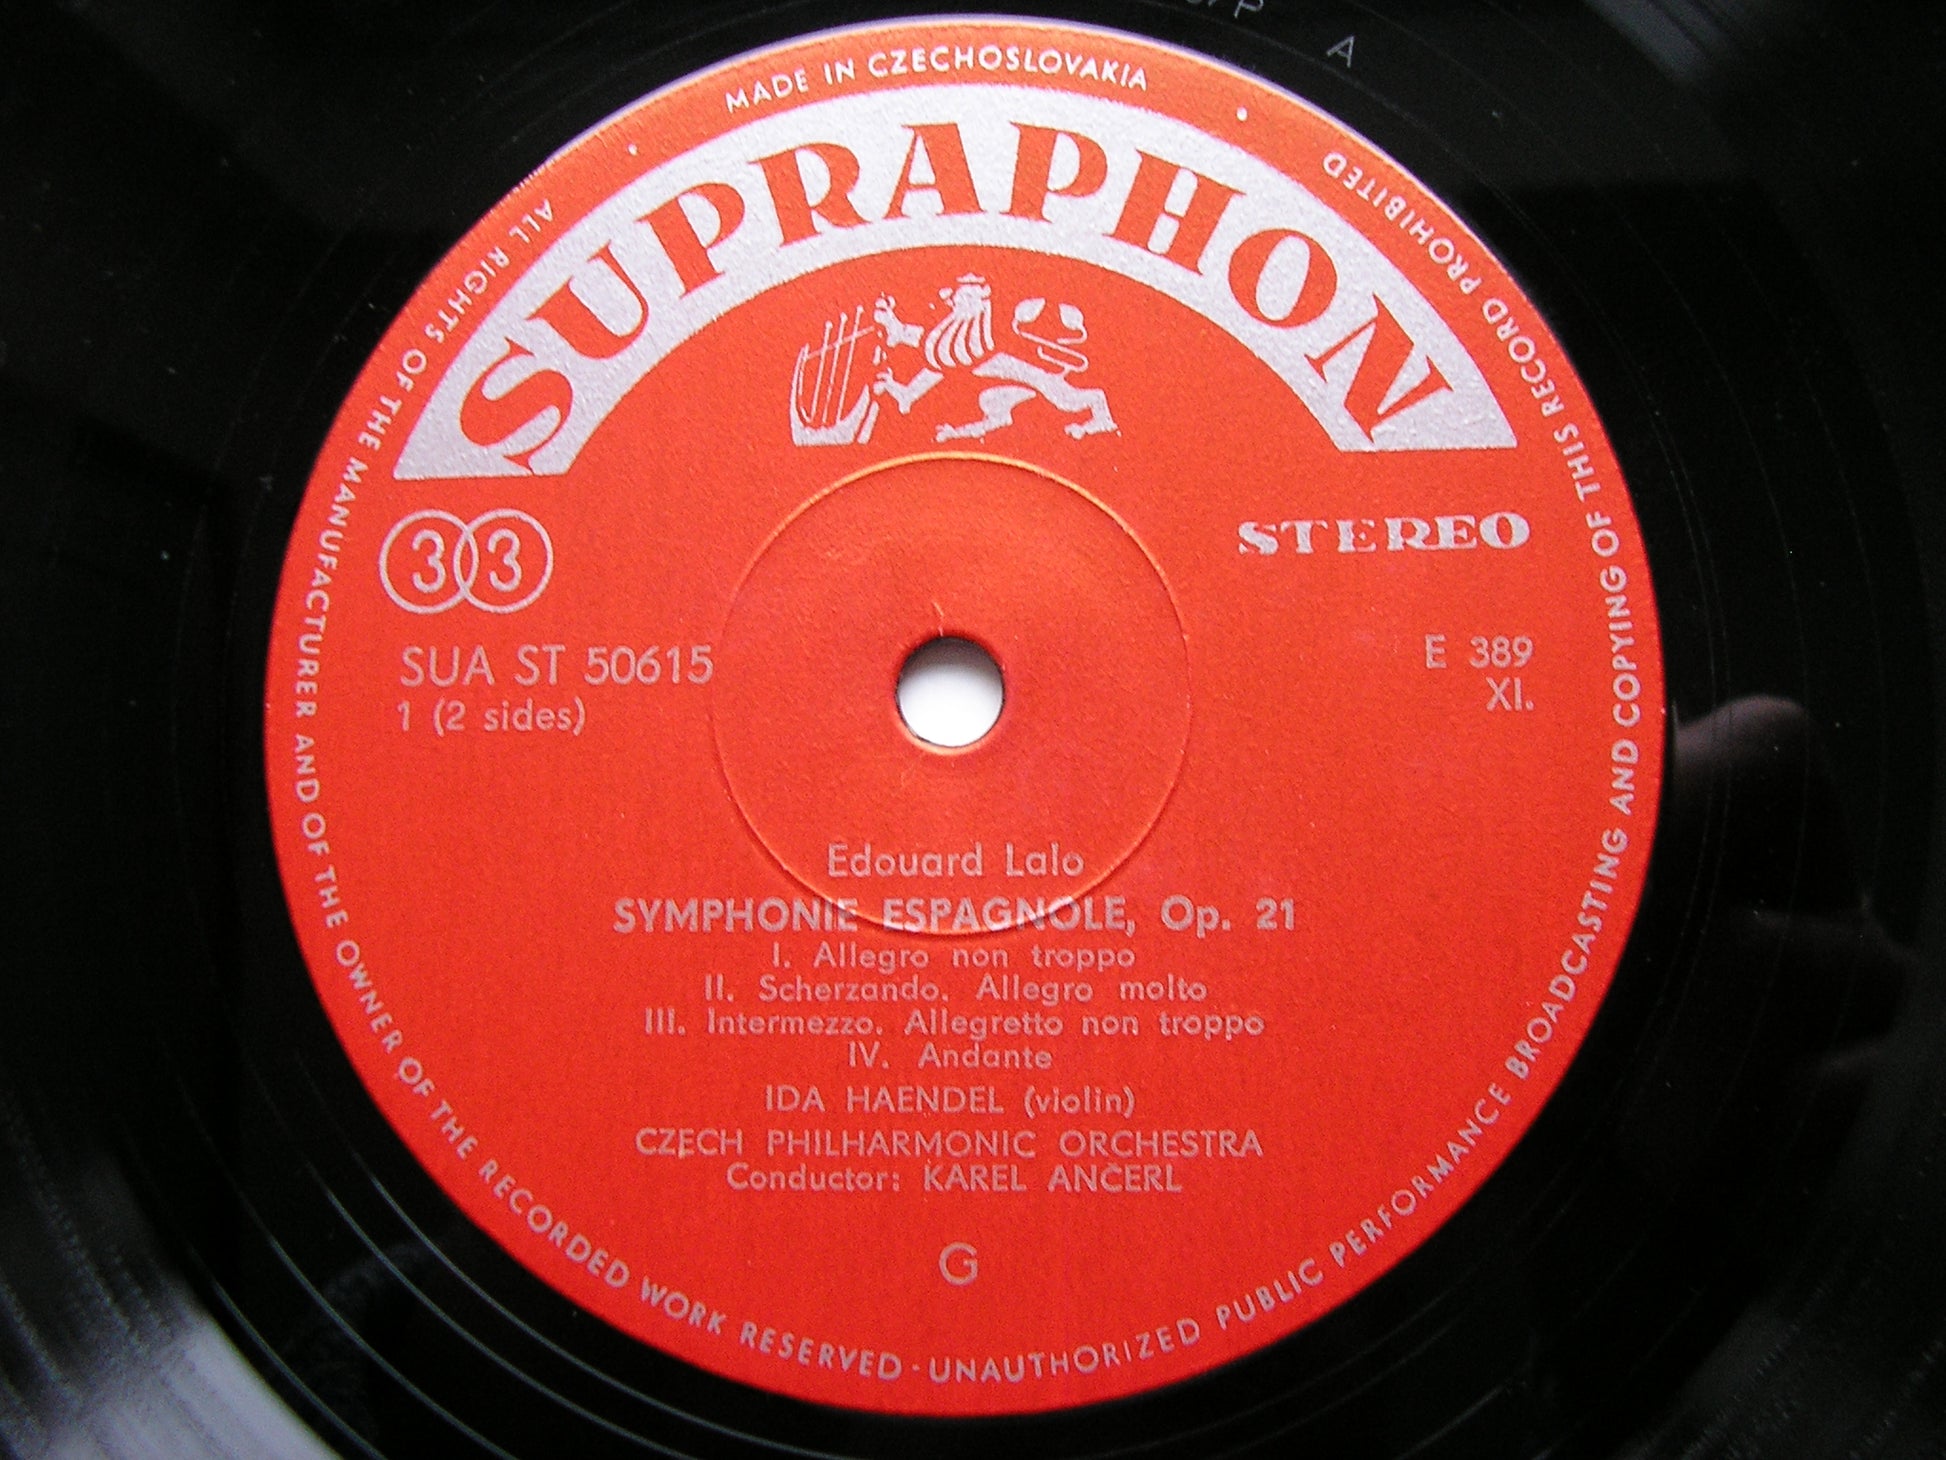 A
MADE IN CZECHOSLOVAKIA
SUPRAPHON
33
STEREO
SUA ST 50615
1 (2 sides)
E 389
XI.
Edouard Lalo
SYMPHONIE ESPAGNOLE, Op. 21
I. Allegro non troppo
II. Scherzando. Allegro molto
III. Intermezzo. Allegretto non troppo
IV. Andante
IDA HAENDEL (violin)
CZECH PHILHARMONIC ORCHESTRA
Conductor: KAREL ANČERL
G
ALL RIGHTS OF THE MANUFACTURER AND OF THE OWNER OF THE RECORDED WORK RESERVED · UNAUTHORIZED PUBLIC PERFORMANCE BROADCASTING AND COPYING OF THIS RECORD PROHIBITED